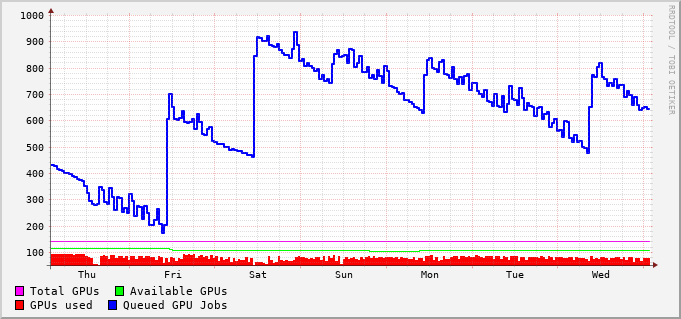 RRDTOOL / TOBI OETIKER
1000
900
800
700
600
500
400
300
200
100
Thu Fri Sat Sun Mon Tue Wed
Total GPUs Available GPUs
GPUs used Queued GPU Jobs